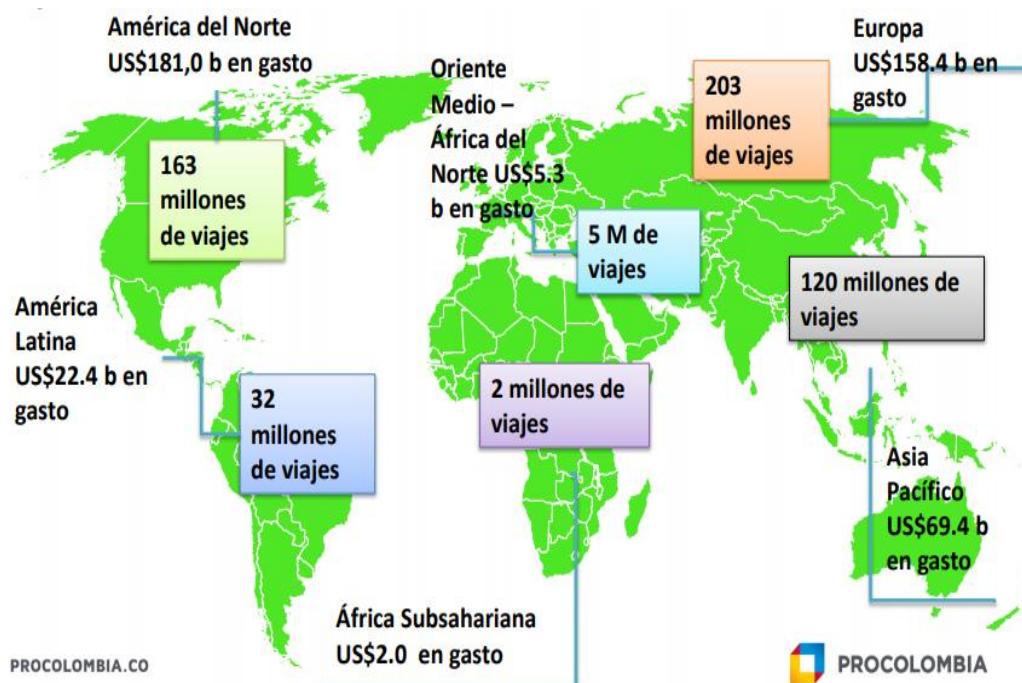 América del Norte
US$181,0 b en gasto
163
millones
de viajes
Oriente
Medio –
África del
Norte US$5.3
b en gasto
5 M de
viajes
Europa
US$158.4 b en
gasto
203
millones
de viajes
120 millones de
viajes
América
Latina
US$22.4 b en
gasto
32
millones
de viajes
2 millones de
viajes
Asia
Pacífico
US$69.4 b
en gasto
África Subsahariana
US$2.0 en gasto
PROCOLOMBIA.CO
PROCOLOMBIA